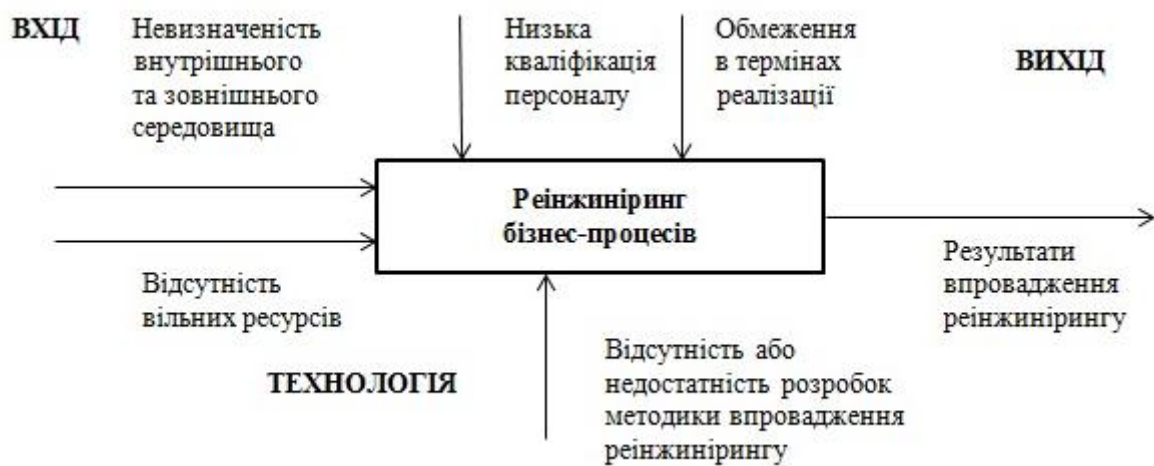 ВХІД
Невизначеність
внутрішнього
та зовнішнього
середовища
Низька
кваліфікація
персоналу
Обмеження
в термінах
реалізації
ВИХІД
Реінжиніринг
бізнес-процесів
Відсутність
вільних ресурсів
Результати
впровадження
реінжинірингу
ТЕХНОЛОГІЯ
Відсутність або
недостатність розробок
методики впровадження
реінжинірингу